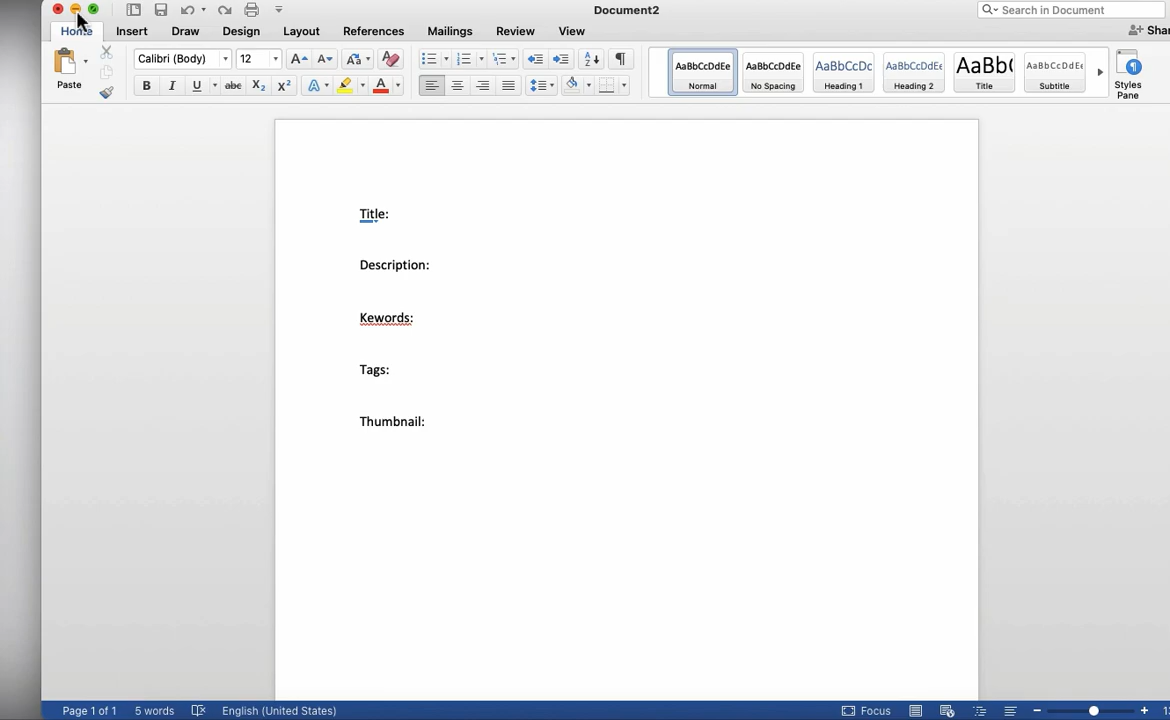 Document2
Search in Document
Home Insert Draw Design Layout References Mailings Review View
Paste
Calibri (Body) 12
AaBbCcDdEe AaBbCcDdEe AaBbCcDc AaBbCcDdEe AaBb( AaBbCcDdEe
Normal No Spacing Heading 1 Heading 2 Title Subtitle
Styles
Pane
Title:
Description:
Kewords:
Tags:
Thumbnail:
Page 1 of 1 5 words English (United States) Focus